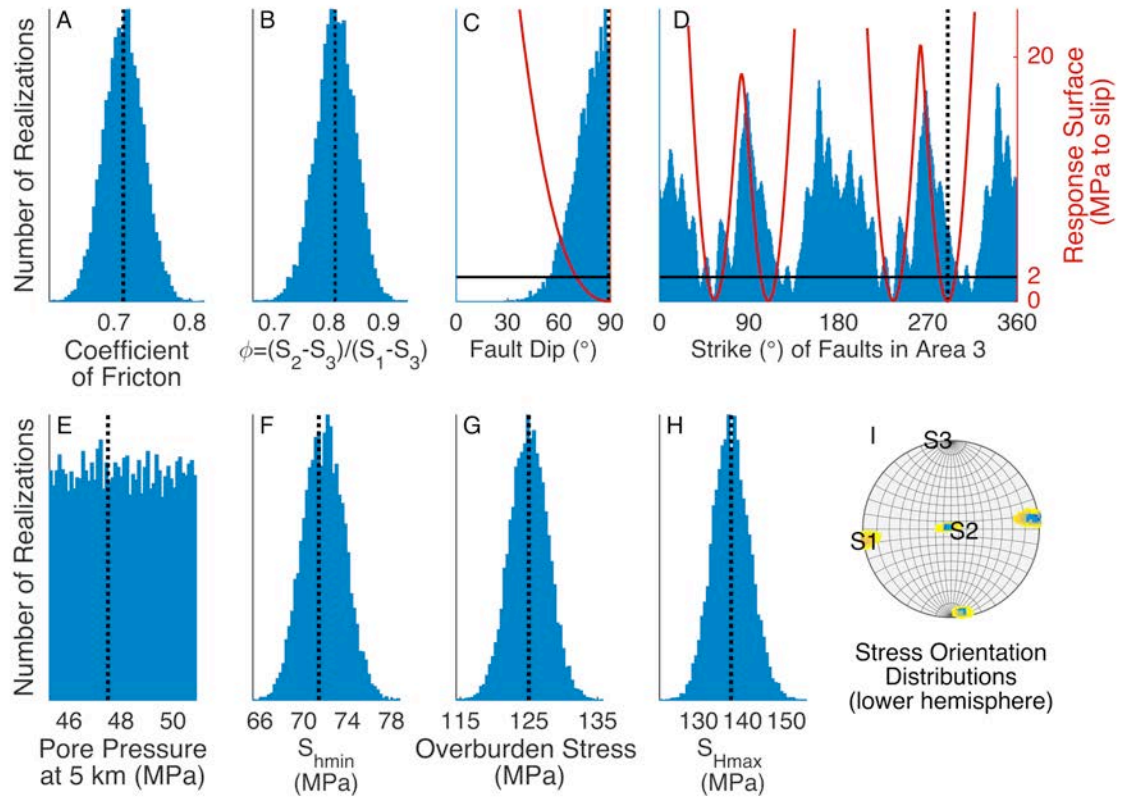 A
B
C
D
Number of Realizations
20
Response Surface
(MPa to slip)
2
0
0.7 0.8
0.7 0.8 0.9
0 30 60 90
0 90 180 270 360
Coefficient
of Fricton
ϕ=(S2-S3)/(S1-S3)
Fault Dip (°)
Strike (°) of Faults in Area 3
E
F
G
H
I
Number of Realizations
S3
S1
S2
Stress Orientation
Distributions
(lower hemisphere)
46 48 50
66 70 74 78
115 125 135
130 140 150
Pore Pressure
at 5 km (MPa)
Shmin
(MPa)
Overburden Stress
(MPa)
SHmax
(MPa)